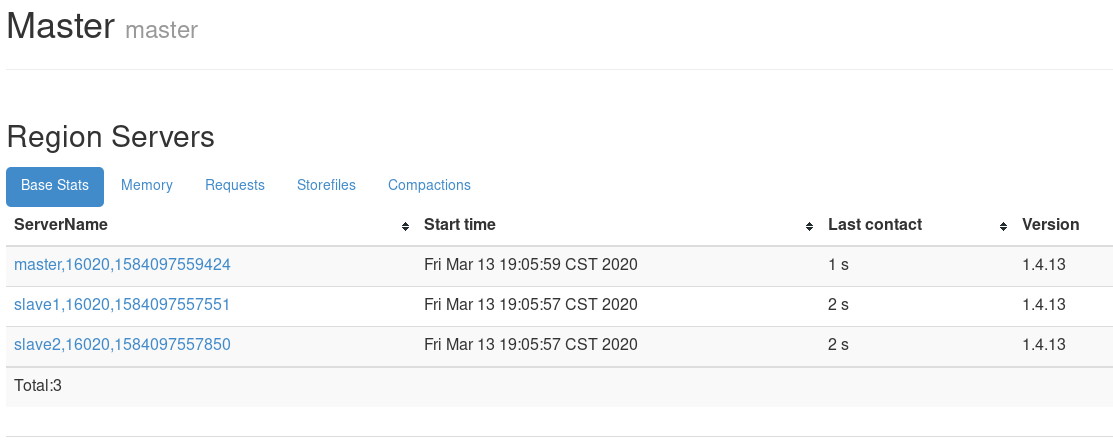 Master master
Region Servers
Base Stats Memory Requests Storefiles Compactions
ServerName Start time Last contact Version
master,16020,1584097559424 Fri Mar 13 19:05:59 CST 2020 1 s 1.4.13
slave1,16020,1584097557551 Fri Mar 13 19:05:57 CST 2020 2 s 1.4.13
slave2,16020,1584097557850 Fri Mar 13 19:05:57 CST 2020 2 s 1.4.13
Total:3